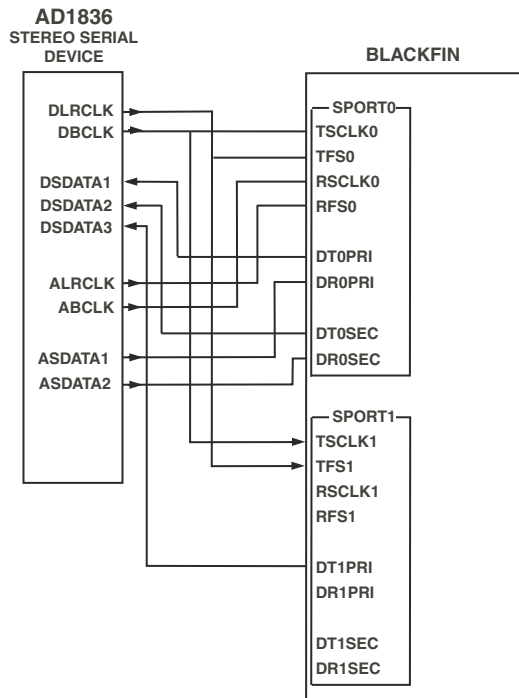 AD1836
STEREO SERIAL
DEVICE
BLACKFIN
DLRCLK
DBCLK
DSDATA1
DSDATA2
DSDATA3
ALRCLK
ABCLK
ASDATA1
ASDATA2
SPORT0
TSCLK0
TFS0
RSCLK0
RFS0
DT0PRI
DR0PRI
DT0SEC
DR0SEC
SPORT1
TSCLK1
TFS1
RSCLK1
RFS1
DT1PRI
DR1PRI
DT1SEC
DR1SEC